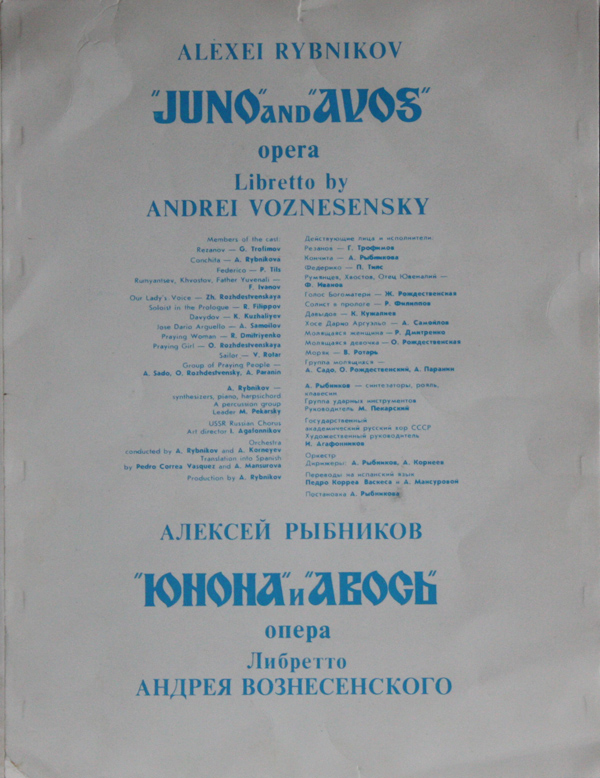 ALEXEI RYBNIKOV
"JUNO" AND "AVOS"
opera
Libretto by
ANDREI VOZNESENSKY
Members of the cast:
Rezanov — G. Trofimov
Conchita — A. Rybnikova
Federico — P. Tils
Rumyantsev, Khvostov, Father Yuvenali —
F. Ivanov
Our Lady's Voice — Zh. Rozhdestvenskaya
Soloist in the Prologue — R. Filippov
Davydov — K. Kuzhaliyev
Jose Dario Arguello — A. Samoilov
Praying Woman — R. Dmitriyenko
Praying Girl — O. Rozhdestvenskaya
Sailor — V. Rotar
Group of Praying People —
A. Sado, O. Rozhdestvensky, A. Paranin
A. Rybnikov —
synthesizers, piano, harpsichord
A percussion group
Leader M. Pekarsky
USSR Russian Chorus
Art director I. Agafonnikov
Orchestra
conducted by A. Rybnikov and A. Korneyev
Translation into Spanish
by Pedro Correa Vasquez and A. Mansurova
Production by A. Rybnikov
Действующие лица и исполнители:
Резанов — Г. Трофимов
Кончита — А. Рыбникова
Федерико — П. Тилс
Румянцев, Хвостов, Отец Ювеналий —
Ф. Иванов
Голос Богоматери — Ж. Рождественская
Солист в прологе — Р. Филиппов
Давыдов — К. Кужалиев
Хосе Дарио Аргуэльо — А. Самойлов
Молящаяся женщина — Р. Дмитренко
Молящаяся девочка — О. Рождественская
Моряк — В. Ротарь
Группа молящихся —
А. Садо, О. Рождественский, А. Паранин
А. Рыбников — синтезаторы, рояль,
клавесин
Группа ударных инструментов
Руководитель М. Пекарский
Государственный
академический русский хор СССР
Художественный руководитель
И. Агафонников
Оркестр
Дирижеры: А. Рыбников, А. Корнеев
Переводы на испанский язык
Педро Корреа Васкеса и А. Мансуровой
Постановка А. Рыбникова
АЛЕКСЕЙ РЫБНИКОВ
"ЮНОНА" И "АВОСЬ"
опера
Либретто
АНДРЕЯ ВОЗНЕСЕНСКОГО